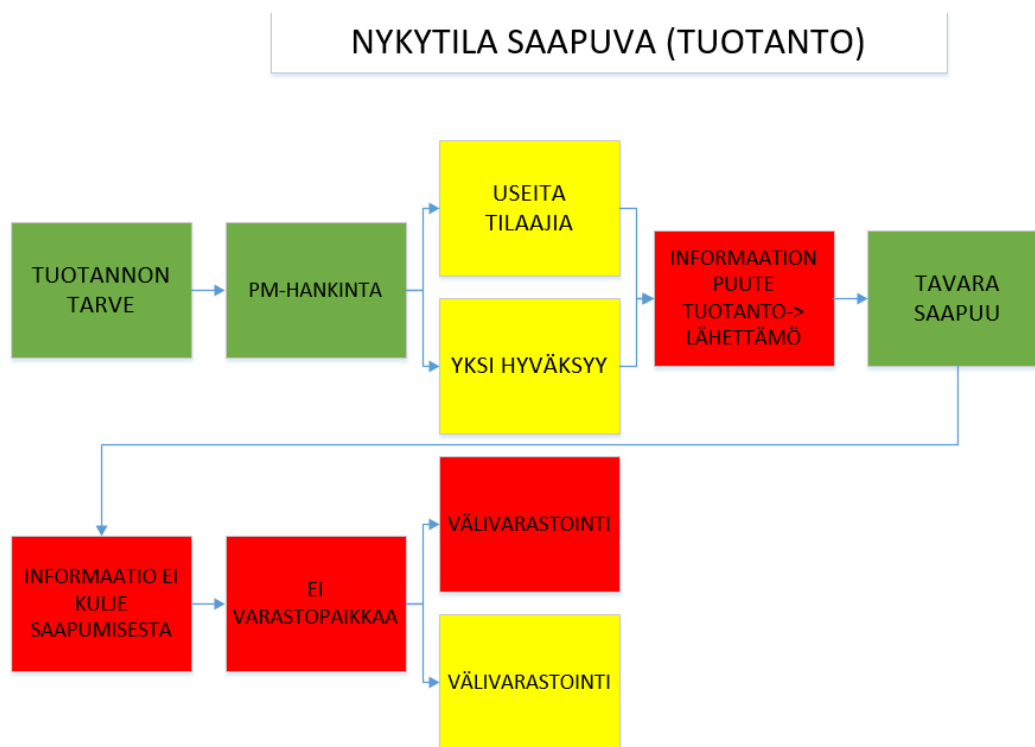 NYKYTILA SAAPUVA (TUOTANTO)
TUOTANNON
TARVE
PM-HANKINTA
USEITA
TILAAJIA
YKSI HYVÄKSYY
INFORMAATION
PUUTE
TUOTANTO->
LÄHETTÄMÖ
TAVARA
SAAPUU
INFORMAATIO EI
KULJE
SAAPUMISESTA
EI
VARASTOPAIKKAA
VÄLIVARASTOINTI
VÄLIVARASTOINTI